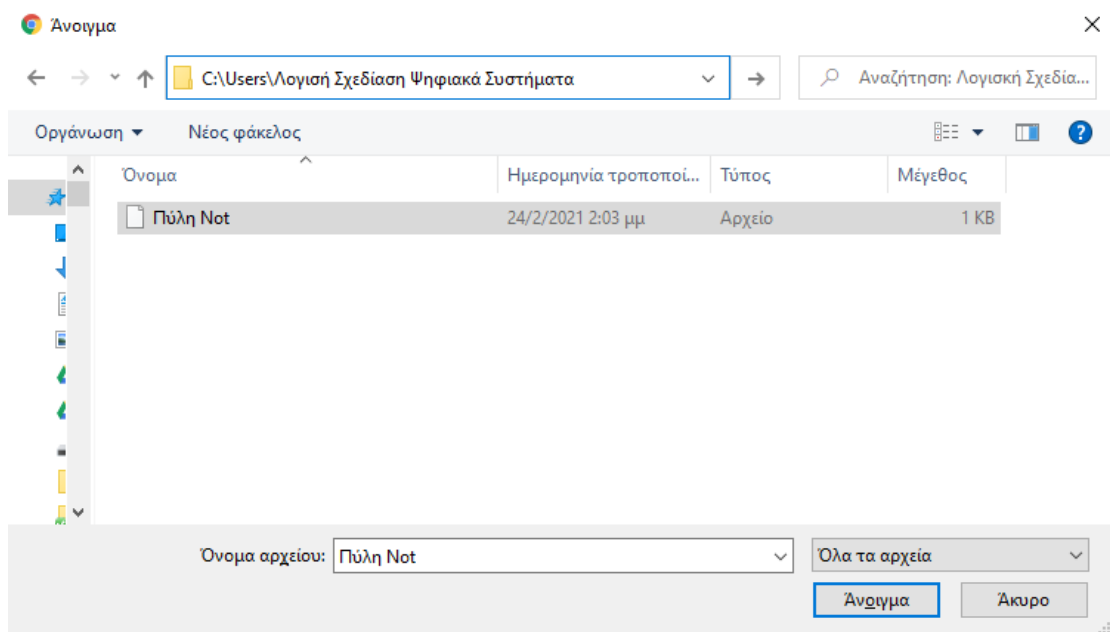 Άνοιγμα
C:\Users\Λογισή Σχεδίαση Ψηφιακά Συστήματα
Αναζήτηση: Λογισκή Σχεδία...
Οργάνωση
Νέος φάκελος
Όνομα
Ημερομηνία τροποποί...
Τύπος
Μέγεθος
Πύλη Not
24/2/2021 2:03 μμ
Αρχείο
1 KB
Όνομα αρχείου:
Πύλη Not
Όλα τα αρχεία
Άνοιγμα
Άκυρο